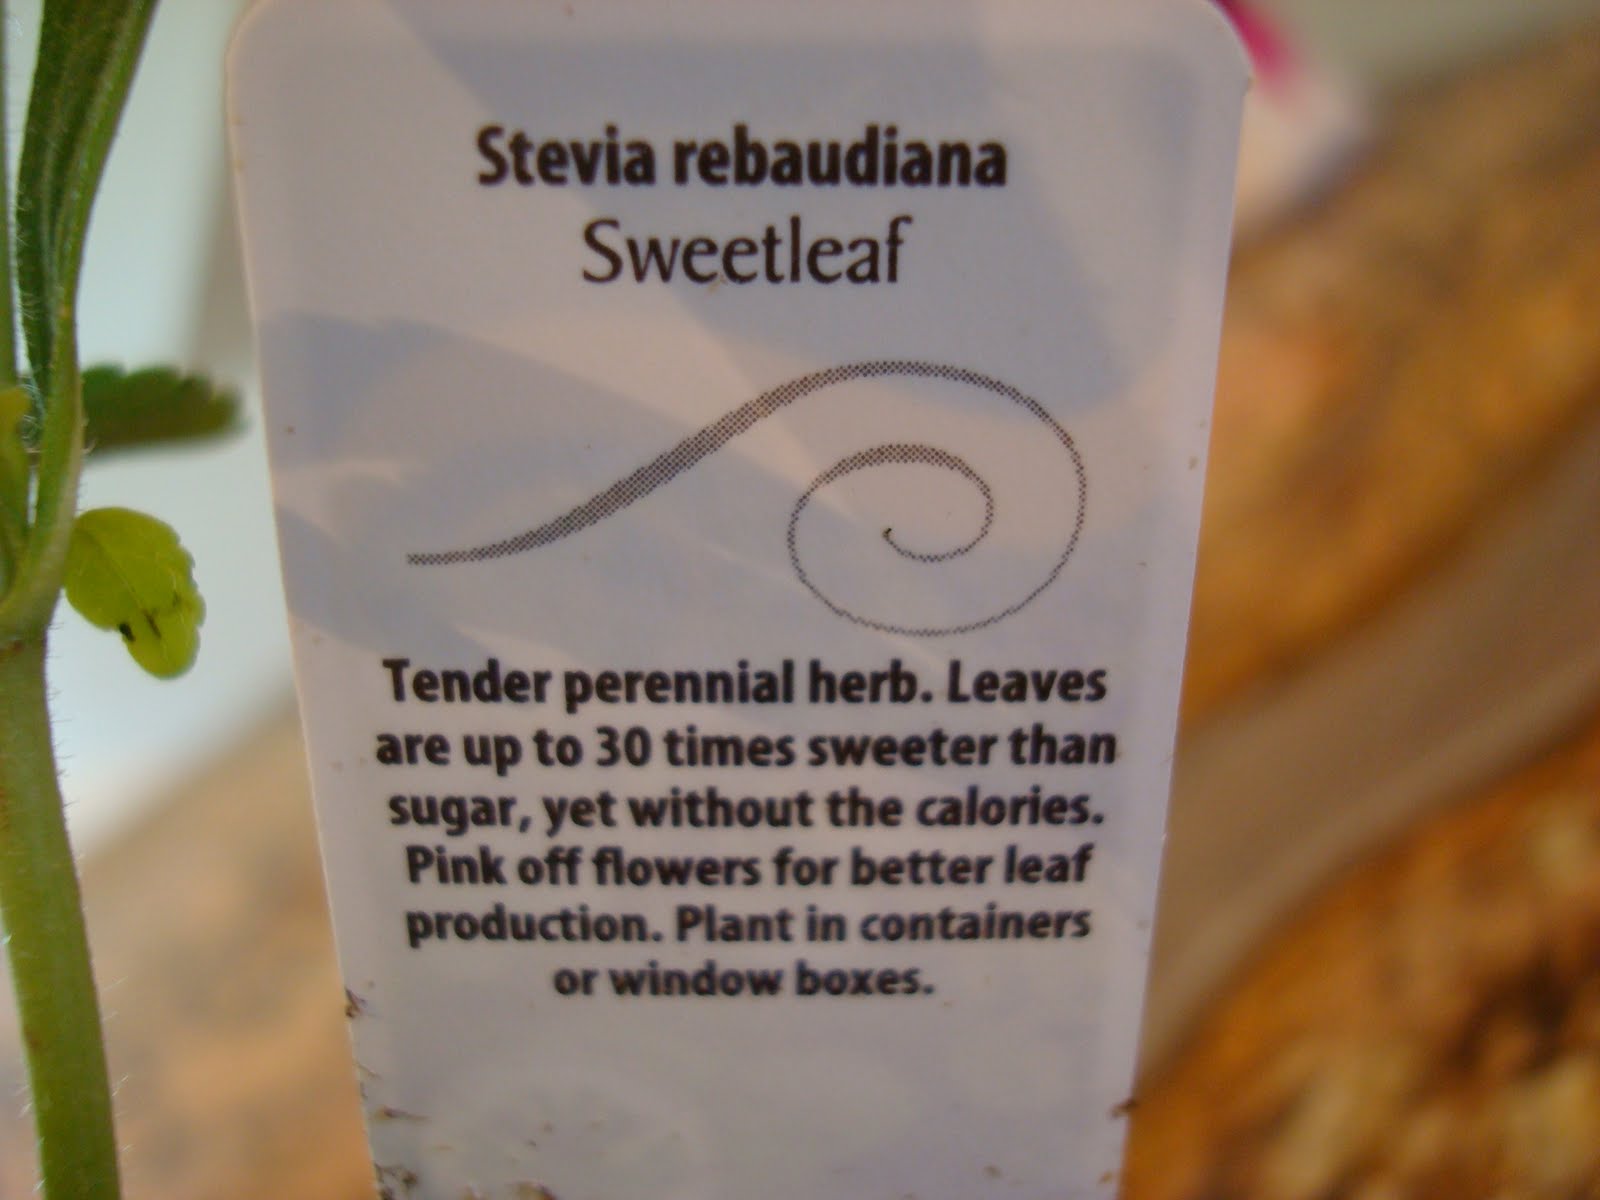 Stevia rebaudiana
Sweetleaf
Tender perennial herb. Leaves
are up to 30 times sweeter than
sugar, yet without the calories.
Pink off flowers for better leaf
production. Plant in containers
or window boxes.